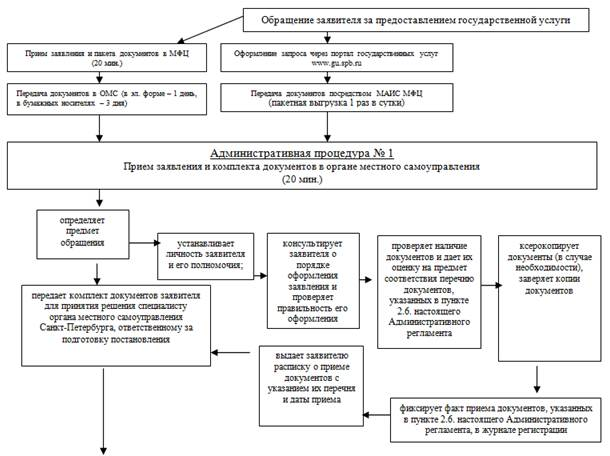 Обращение заявителя за предоставлением государственной услуги
Прием заявления и пакета документов в МФЦ
(20 мин.)
Оформление запроса через портал государственных услуг
www.gu.spb.ru
Передача документов в ОМС (в эл. форме – 1 день,
в бумажных носителях – 3 дня)
Передача документов посредством МАИС МФЦ
(пакетная выгрузка 1 раз в сутки)
Административная процедура № 1
Прием заявления и комплекта документов в органе местного самоуправления
(20 мин.)
определяет
предмет
обращения
устанавливает
личность заявителя
и его полномочия;
консультирует
заявителя о
порядке
оформления
заявления и
проверяет
правильность его
оформления
проверяет наличие
документов и дает их
оценку на предмет
соответствия перечню
документов,
указанных в пункте
2.6. настоящего
Административного
регламента
ксерокопирует
документы (в случае
необходимости),
заверяет копии
документов
фиксирует факт приема документов, указанных
в пункте 2.6. настоящего Административного
регламента, в журнале регистрации
выдает заявителю
расписку о приеме
документов с
указанием их перечня
и даты приема
передает комплект документов заявителя
для принятия решения специалисту
органа местного самоуправления
Санкт-Петербурга, ответственному за
подготовку постановления